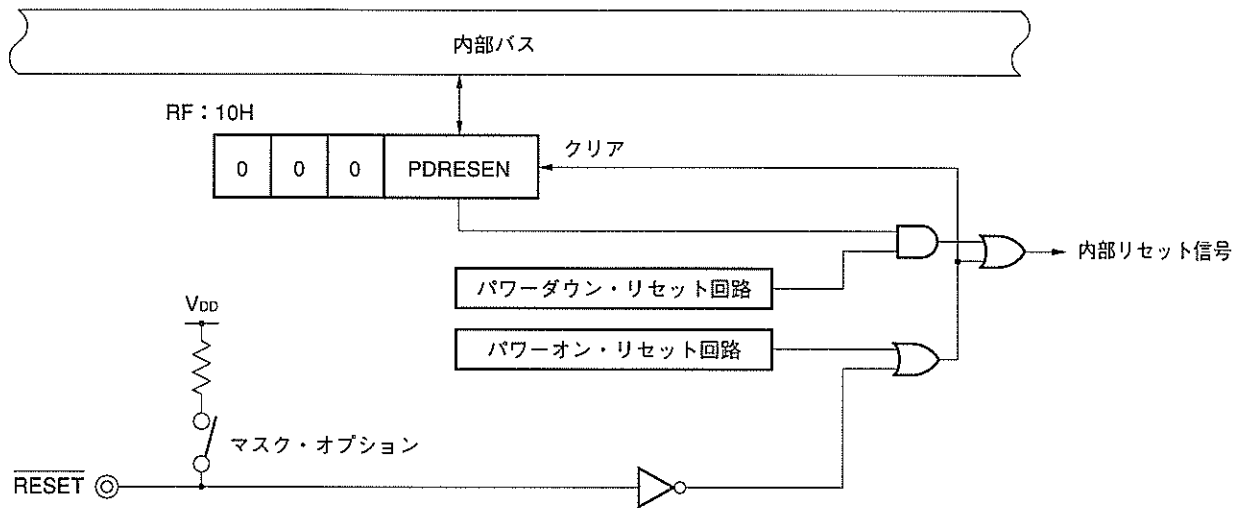 内部バス
RF：10H
0 0 0 PDRESEN
クリア
内部リセット信号
パワーダウン・リセット回路
VDD
パワーオン・リセット回路
マスク・オプション
RESET